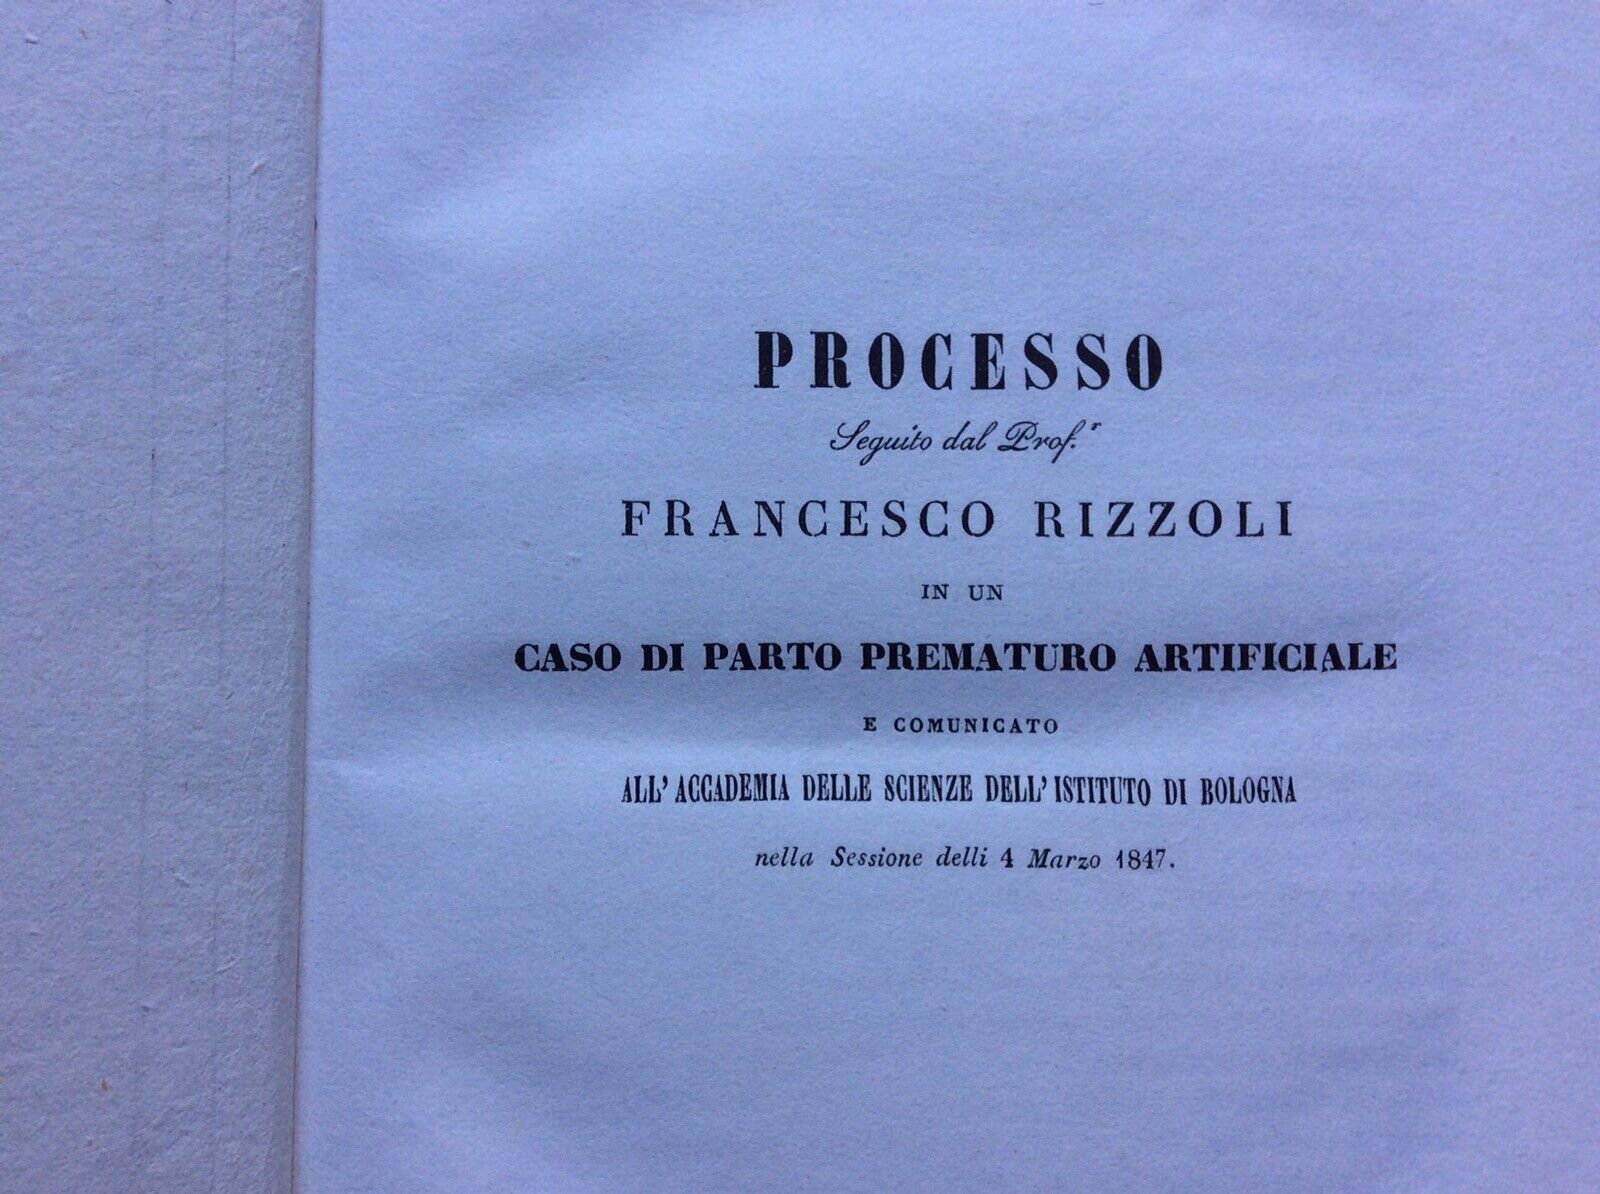 PROCESSO
Seguito dal Prof.r
FRANCESCO RIZZOLI
IN UN
CASO DI PARTO PREMATURO ARTIFICIALE
E COMUNICATO
ALL' ACCADEMIA DELLE SCIENZE DELL' ISTITUTO DI BOLOGNA
nella Sessione delli 4 Marzo 1847.